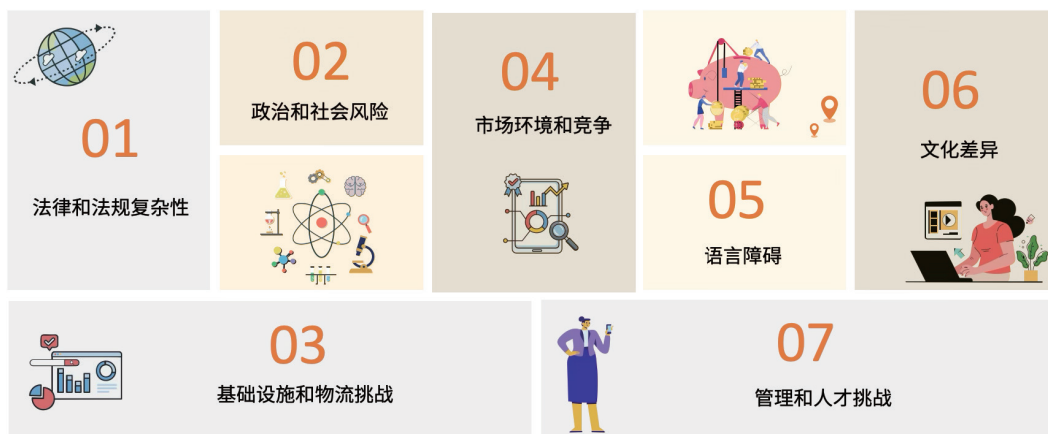 01
法律和法规复杂性
02
政治和社会风险
03
基础设施和物流挑战
04
市场环境和竞争
05
语言障碍
06
文化差异
07
管理和人才挑战